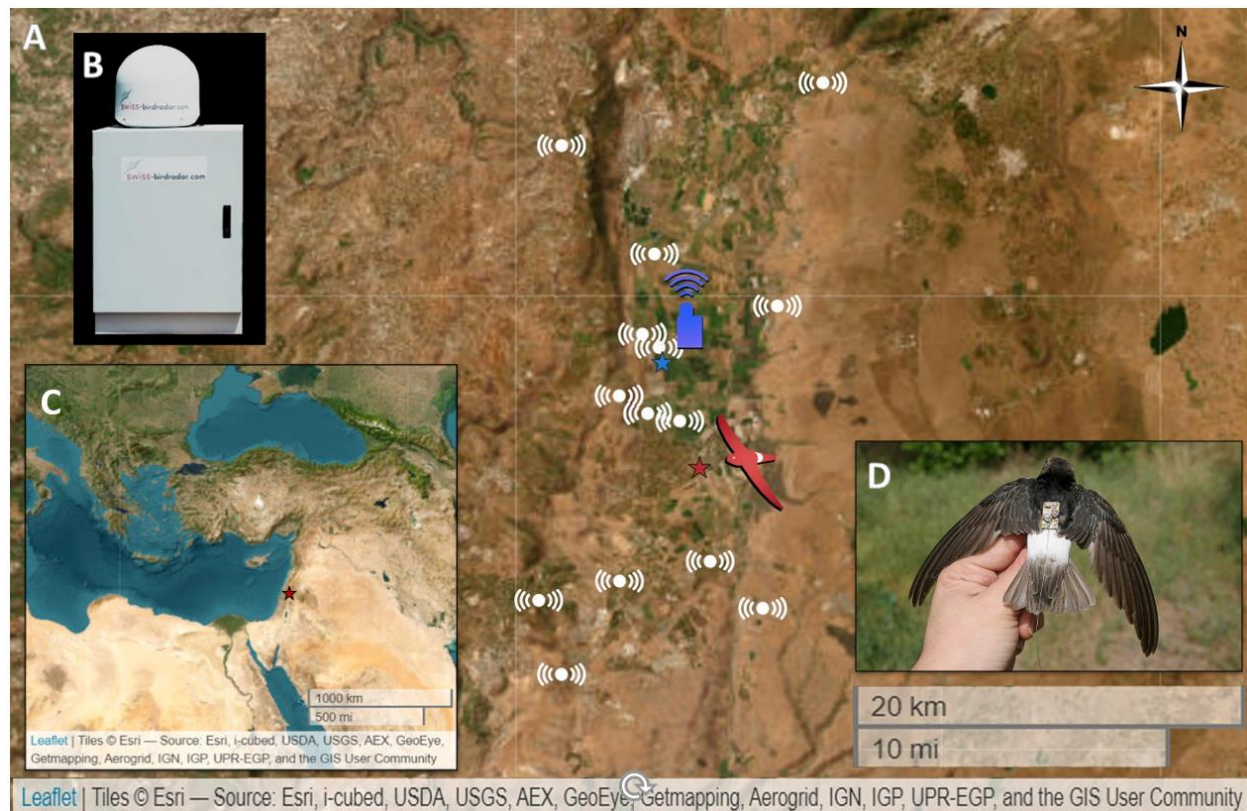 A
B
swiss-birdradar.com
swiss-birdradar.com
N
C
1000 km
500 mi
Leaflet | Tiles © Esri — Source: Esri, i-cubed, USDA, USGS, AEX, GeoEye,
Getmapping, Aerogrid, IGN, IGP, UPR-EGP, and the GIS User Community
D
20 km
10 mi
Leaflet | Tiles © Esri — Source: Esri, i-cubed, USDA, USGS, AEX, GeoEye, Getmapping, Aerogrid, IGN, IGP, UPR-EGP, and the GIS User Community